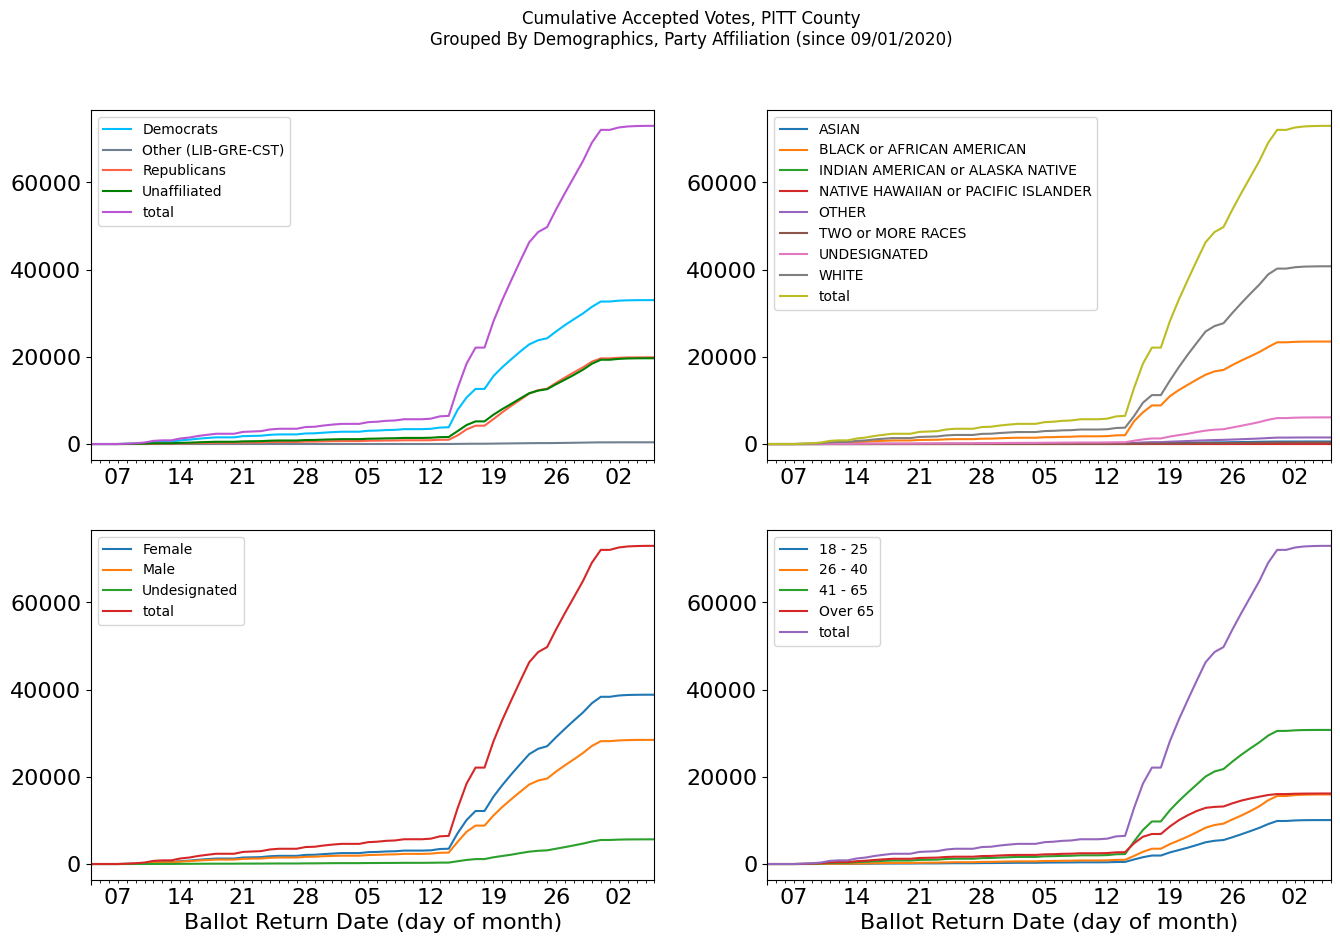 Cumulative Accepted Votes, PITT County
Grouped By Demographics, Party Affiliation (since 09/01/2020)
Democrats
Other (LIB-GRE-CST)
Republicans
Unaffiliated
total
60000
40000
20000
0
07 14 21 28 05 12 19 26 02
ASIAN
BLACK or AFRICAN AMERICAN
INDIAN AMERICAN or ALASKA NATIVE
NATIVE HAWAIIAN or PACIFIC ISLANDER
OTHER
TWO or MORE RACES
UNDESIGNATED
WHITE
total
60000
40000
20000
0
07 14 21 28 05 12 19 26 02
Female
Male
Undesignated
total
60000
40000
20000
0
07 14 21 28 05 12 19 26 02
Ballot Return Date (day of month)
18 - 25
26 - 40
41 - 65
Over 65
total
60000
40000
20000
0
07 14 21 28 05 12 19 26 02
Ballot Return Date (day of month)